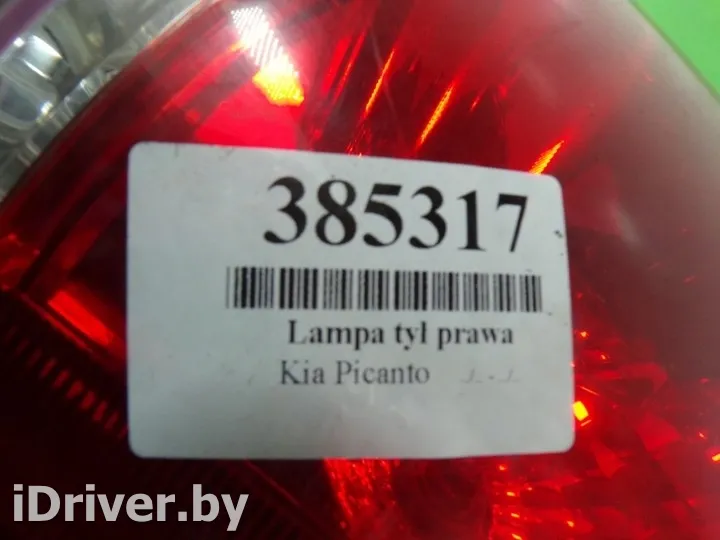 385317
Lampa tył prawa
Kia Picanto
iDriver.by